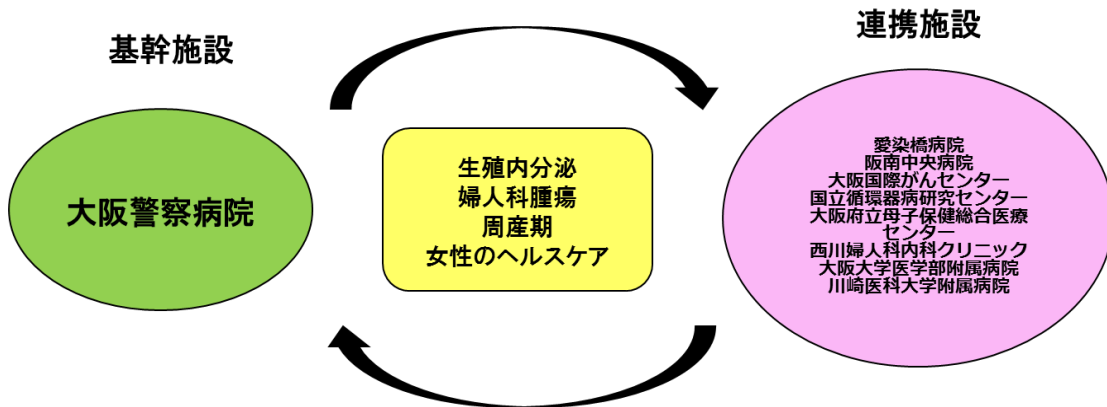 基幹施設
大阪警察病院
生殖内分泌
婦人科腫瘍
周産期
女性のヘルスケア
連携施設
愛染橋病院
阪南中央病院
大阪国際がんセンター
国立循環器病研究センター
大阪府立母子保健総合医療
センター
西川婦人科内科クリニック
大阪大学医学部附属病院
川崎医科大学附属病院